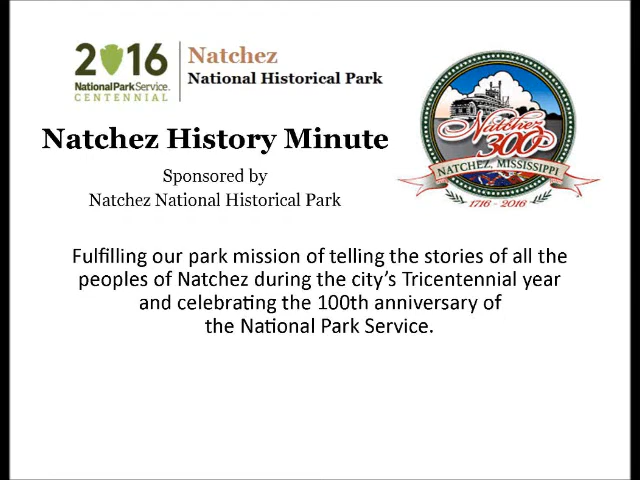 2016
National Park Service
CENTENNIAL
Natchez
National Historical Park
Natchez History Minute
Sponsored by
Natchez National Historical Park
Natchez
300
NATCHEZ, MISSISSIPPI
1716 - 2016
Fulfilling our park mission of telling the stories of all the
peoples of Natchez during the city's Tricentennial year
and celebrating the 100th anniversary of
the National Park Service.